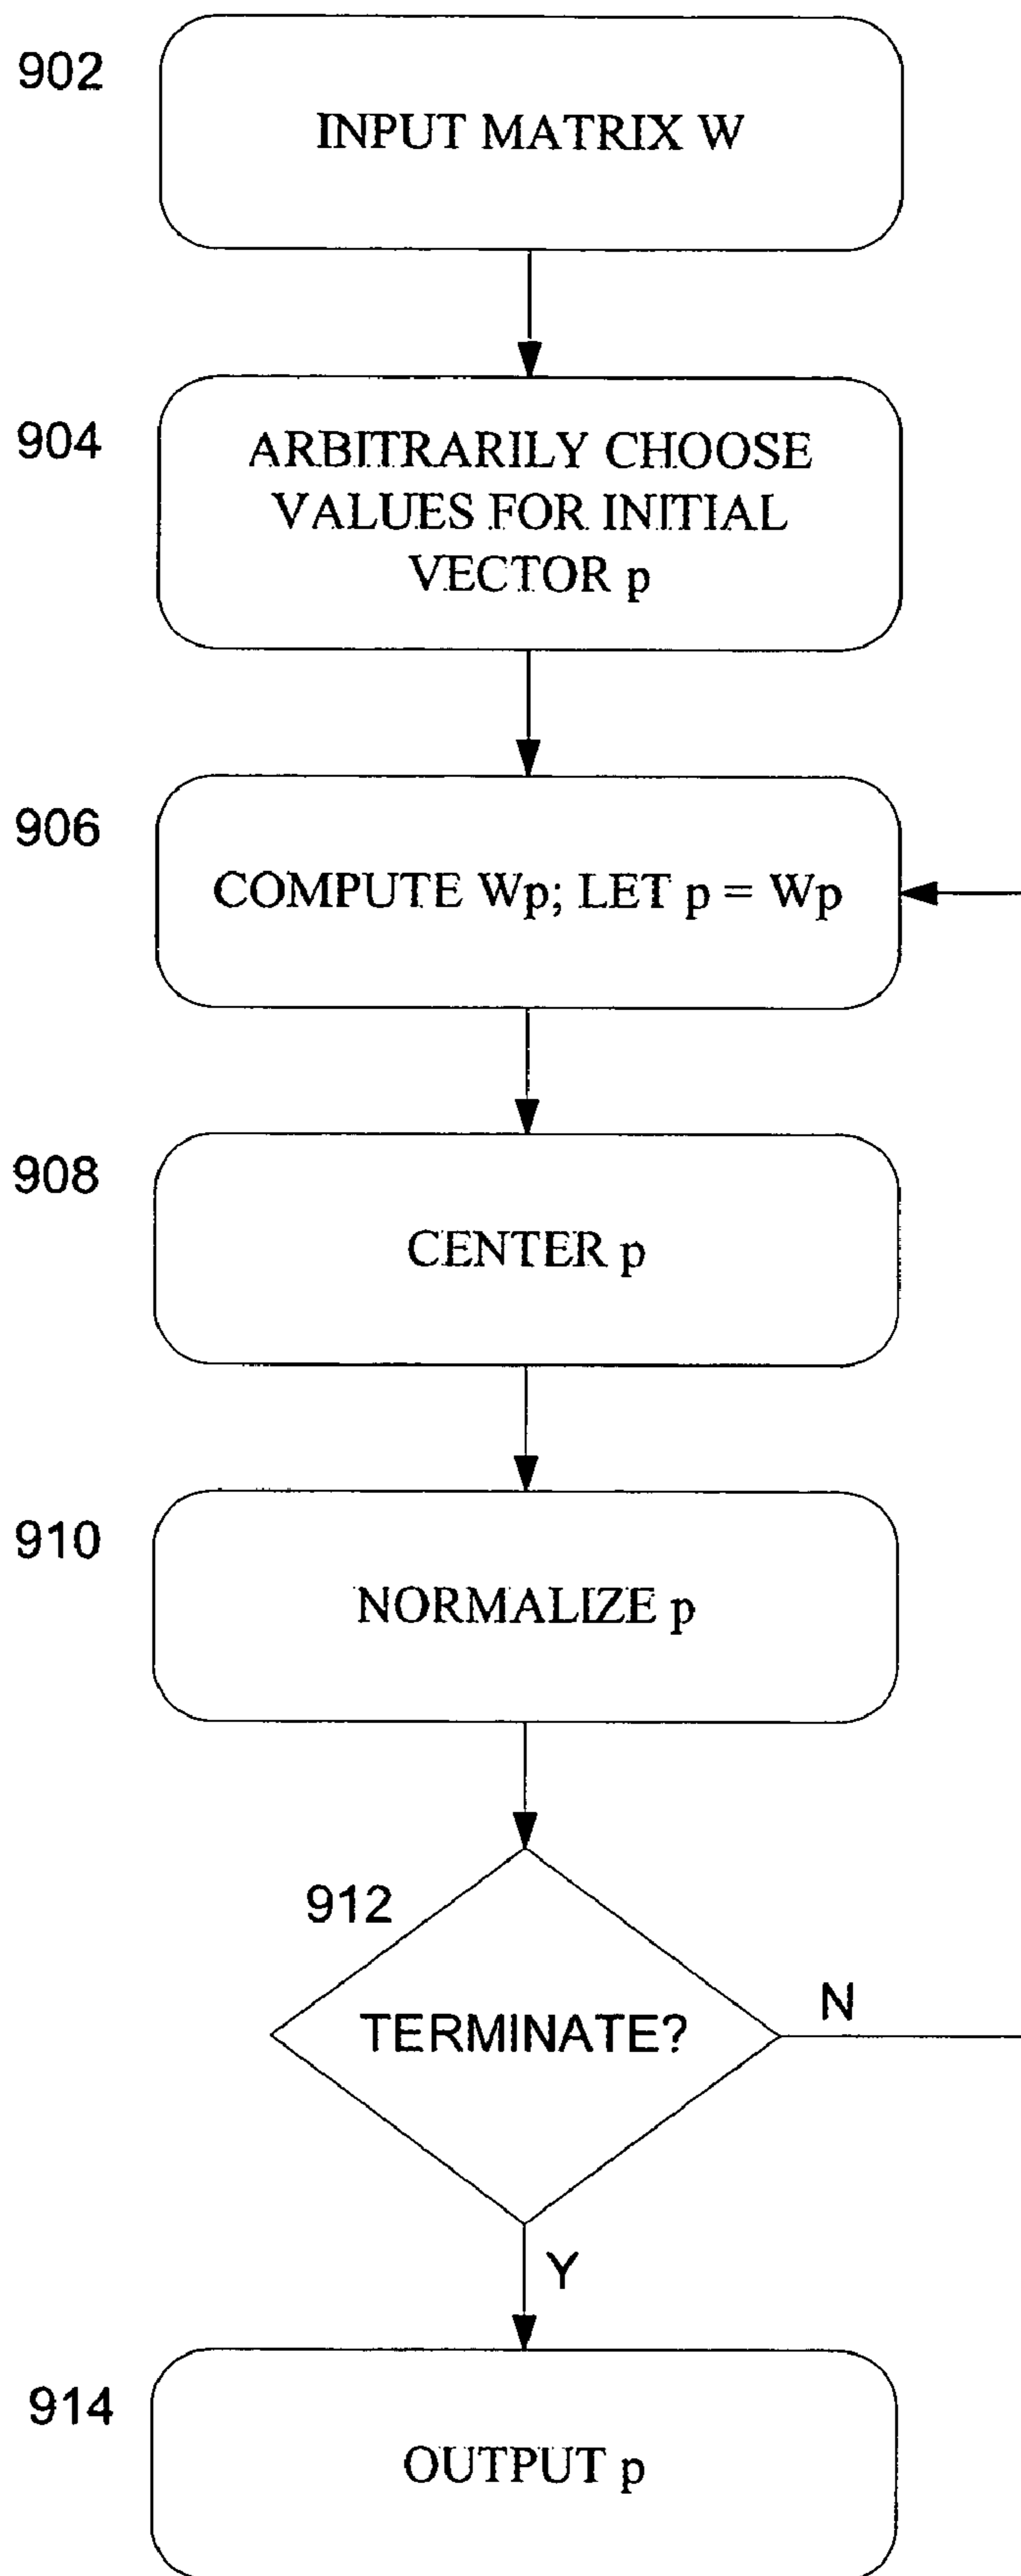 902
INPUT MATRIX W
904
ARBITRARILY CHOOSE
VALUES FOR INITIAL
VECTOR p
906
COMPUTE Wp; LET p = Wp
908
CENTER p
910
NORMALIZE p
912
TERMINATE?
N
Y
914
OUTPUT p